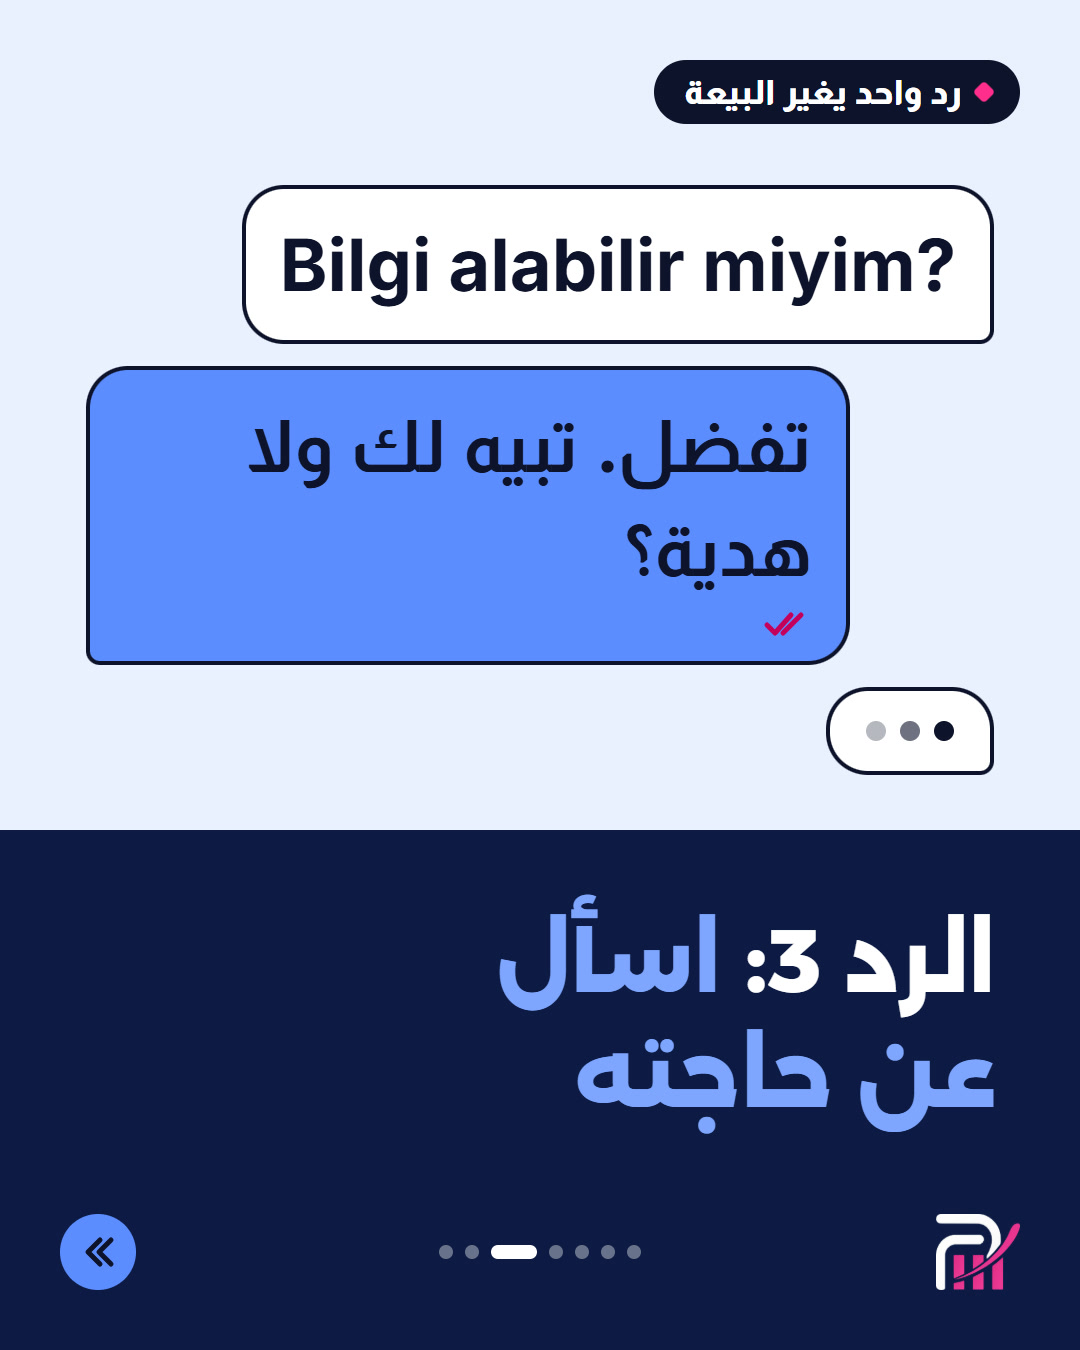 رد واحد يغير البيعة
Bilgi alabilir miyim?
تفضل. تبيه لك ولا
هدية؟
الرد 3: اسأل
عن حاجته